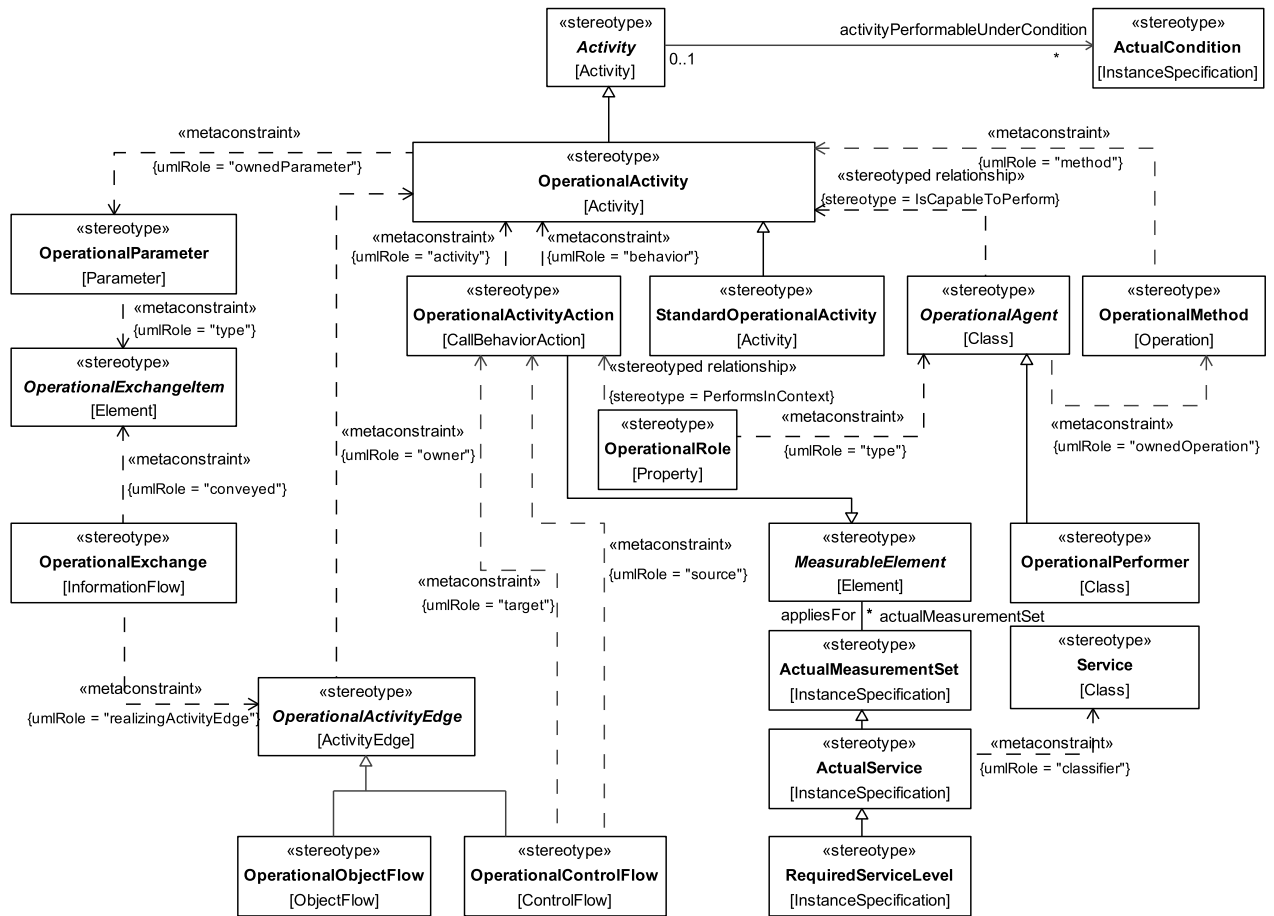 «stereotype»
Activity
[Activity]
activityPerformableUnderCondition
0..1
*
«stereotype»
ActualCondition
[InstanceSpecification]
«metaconstraint»
{umlRole = "ownedParameter"}
«stereotype»
OperationalActivity
[Activity]
«metaconstraint»
{umlRole = "method"}
«stereotyped relationship»
{stereotype = IsCapableToPerform}
«stereotype»
OperationalParameter
[Parameter]
«metaconstraint»
{umlRole = "activity"}
«metaconstraint»
{umlRole = "behavior"}
«stereotype»
OperationalActivityAction
[CallBehaviorAction]
«stereotype»
StandardOperationalActivity
[Activity]
«stereotype»
OperationalAgent
[Class]
«stereotype»
OperationalMethod
[Operation]
«metaconstraint»
{umlRole = "type"}
«stereotype»
OperationalExchangeItem
[Element]
«stereotyped relationship»
{stereotype = PerformsInContext}
«stereotype»
OperationalRole
[Property]
«metaconstraint»
{umlRole = "type"}
«metaconstraint»
{umlRole = "ownedOperation"}
«metaconstraint»
{umlRole = "owner"}
«metaconstraint»
{umlRole = "conveyed"}
«stereotype»
OperationalExchange
[InformationFlow]
«metaconstraint»
{umlRole = "source"}
«metaconstraint»
{umlRole = "target"}
«stereotype»
MeasurableElement
[Element]
«stereotype»
OperationalPerformer
[Class]
appliesFor
*
actualMeasurementSet
«stereotype»
ActualMeasurementSet
[InstanceSpecification]
«stereotype»
Service
[Class]
«metaconstraint»
{umlRole = "realizingActivityEdge"}
«stereotype»
OperationalActivityEdge
[ActivityEdge]
«stereotype»
ActualService
[InstanceSpecification]
«metaconstraint»
{umlRole = "classifier"}
«stereotype»
OperationalObjectFlow
[ObjectFlow]
«stereotype»
OperationalControlFlow
[ControlFlow]
«stereotype»
RequiredServiceLevel
[InstanceSpecification]